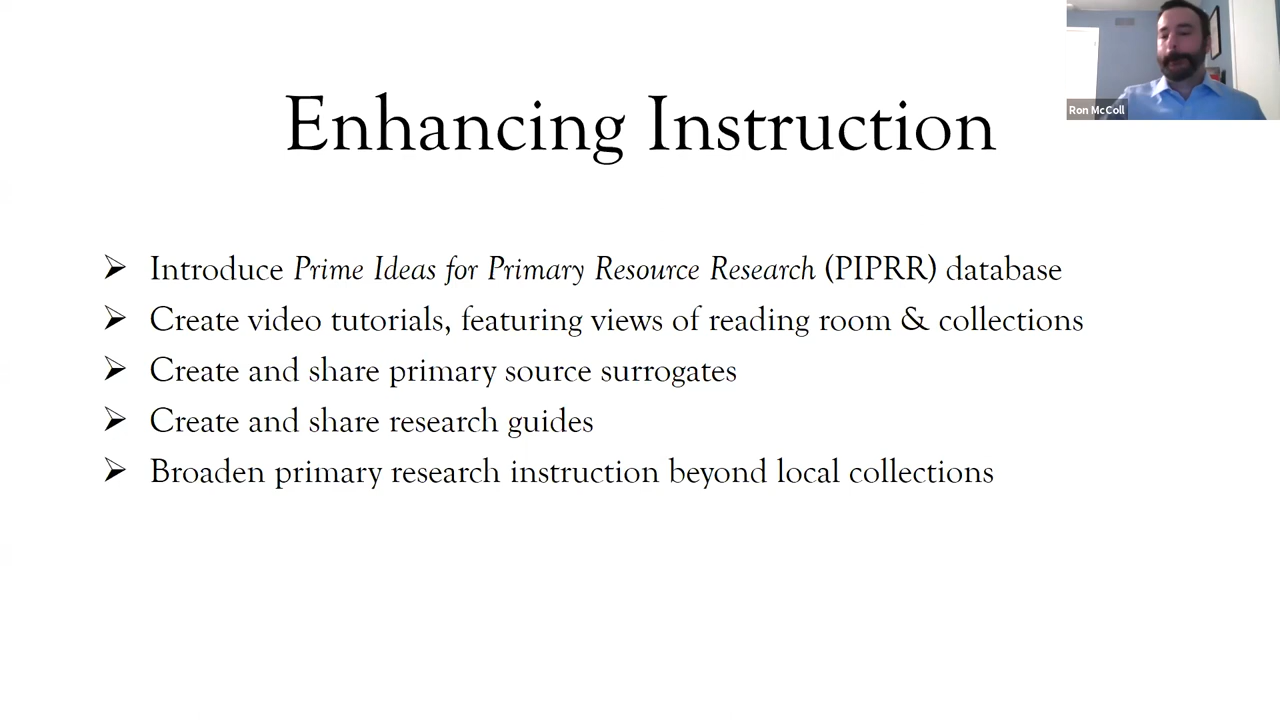 Ron McColl
Enhancing Instruction
➢ Introduce Prime Ideas for Primary Resource Research (PIPRR) database
➢ Create video tutorials, featuring views of reading room & collections
➢ Create and share primary source surrogates
➢ Create and share research guides
➢ Broaden primary research instruction beyond local collections